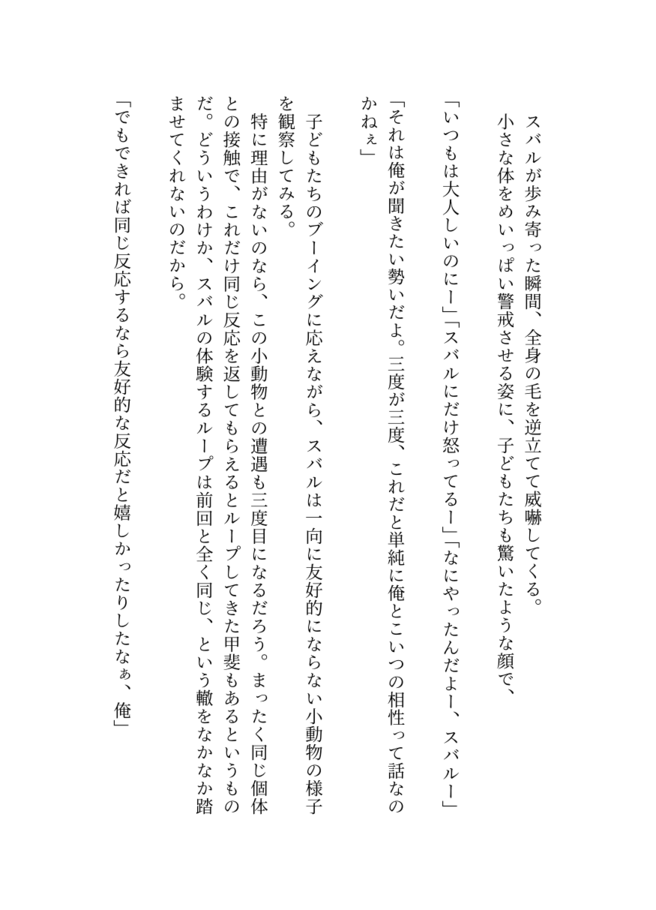 スバルが歩み寄った瞬間、全身の毛を逆立てて威嚇してくる。
小さな体をめいっぱい警戒させる姿に、子どもたちも驚いたような顔で、
「いつもは大人しいのにー」「スバルにだけ怒ってるー」「なにやったんだよー、スバルー」
「それは俺が聞きたい勢いだよ。三度が三度、これだと単純に俺とこいつの相性って話なの
かねぇ」
子どもたちのブーイングに応えながら、スバルは一向に友好的にならない小動物の様子
を観察してみる。
特に理由がないのなら、この小動物との遭遇も三度目になるだろう。まったく同じ個体
との接触で、これだけ同じ反応を返してもらえるとループしてきた甲斐もあるというもの
だ。どういうわけか、スバルの体験するループは前回と全く同じ、という轍をなかなか踏
ませてくれないのだから。
「でもできれば同じ反応するなら友好的な反応だと嬉しかったりしたなぁ、俺」